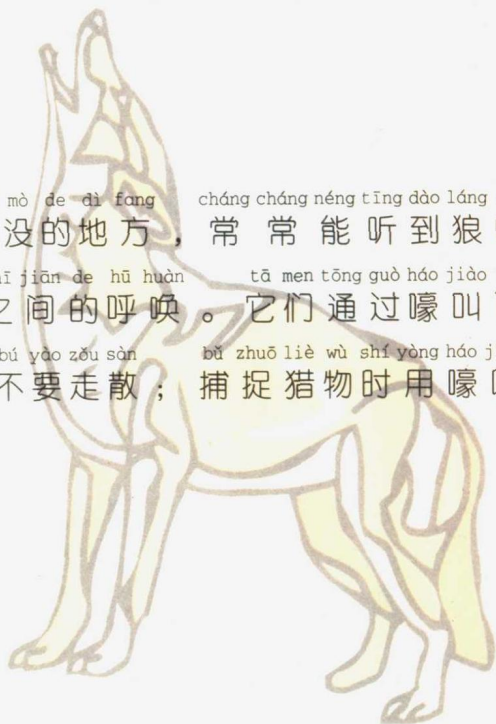 mò de dì fang cháng cháng néng tīng dào láng
没的地方，常常能听到狼
jiān de hū huàn tā men tōng guò háo jiào
之间的呼唤。它们通过嚎叫
bú yào zǒu sàn bǔ zhuō liè wù shí yòng háo
不要走散；捕捉猎物时用嚎